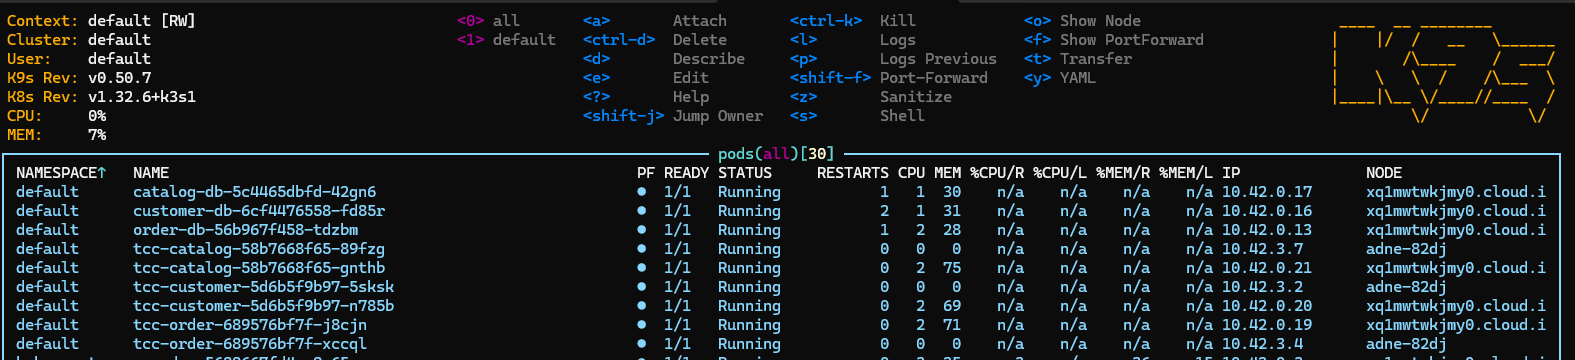 Context: default [RW] <0> all <a> Attach <ctrl-k> Kill <o> Show Node
Cluster: default <1> default <ctrl-d> Delete <l> Logs <f> Show PortForward
User: default <d> Describe <p> Logs Previous <t> Transfer
K9s Rev: v0.50.7 <e> Edit <shift-f> Port-Forward <y> YAML
K8s Rev: v1.32.6+k3s1 <?> Help <z> Sanitize
CPU: 0% <shift-j> Jump Owner <s> Shell
MEM: 7%
pods(all)[30]
NAMESPACE↑ NAME PF READY STATUS RESTARTS CPU MEM %CPU/R %CPU/L %MEM/R %MEM/L IP NODE
default catalog-db-5c4465dbfd-42gn6 ● 1/1 Running 1 1 30 n/a n/a n/a n/a 10.42.0.17 xq1mwtwkjmy0.cloud.i
default customer-db-6cf4476558-fd85r ● 1/1 Running 2 1 31 n/a n/a n/a n/a 10.42.0.16 xq1mwtwkjmy0.cloud.i
default order-db-56b967f458-tdzbm ● 1/1 Running 1 2 28 n/a n/a n/a n/a 10.42.0.13 xq1mwtwkjmy0.cloud.i
default tcc-catalog-58b7668f65-89fzg ● 1/1 Running 0 0 0 n/a n/a n/a n/a 10.42.3.7 adne-82dj
default tcc-catalog-58b7668f65-gnthb ● 1/1 Running 0 2 75 n/a n/a n/a n/a 10.42.0.21 xq1mwtwkjmy0.cloud.i
default tcc-customer-5d6b5f9b97-5sksk ● 1/1 Running 0 0 0 n/a n/a n/a n/a 10.42.3.2 adne-82dj
default tcc-customer-5d6b5f9b97-n785b ● 1/1 Running 0 2 69 n/a n/a n/a n/a 10.42.0.20 xq1mwtwkjmy0.cloud.i
default tcc-order-689576bf7f-j8cjn ● 1/1 Running 0 2 71 n/a n/a n/a n/a 10.42.0.19 xq1mwtwkjmy0.cloud.i
default tcc-order-689576bf7f-xccql ● 1/1 Running 0 0 0 n/a n/a n/a n/a 10.42.3.4 adne-82dj